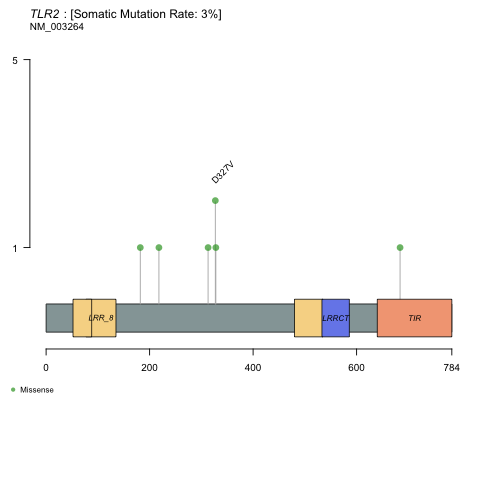 TLR2 : [Somatic Mutation Rate: 3%]
NM_003264
5
D327V
1
LRR_8
LRRCT
TIR
0 200 400 600 784
Missense